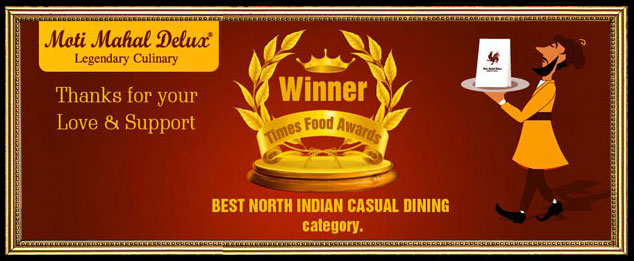 Moti Mahal Delux®
Legendary Culinary
Thanks for your
Love & Support
Winner
Times Food Awards
BEST NORTH INDIAN CASUAL DINING
category.